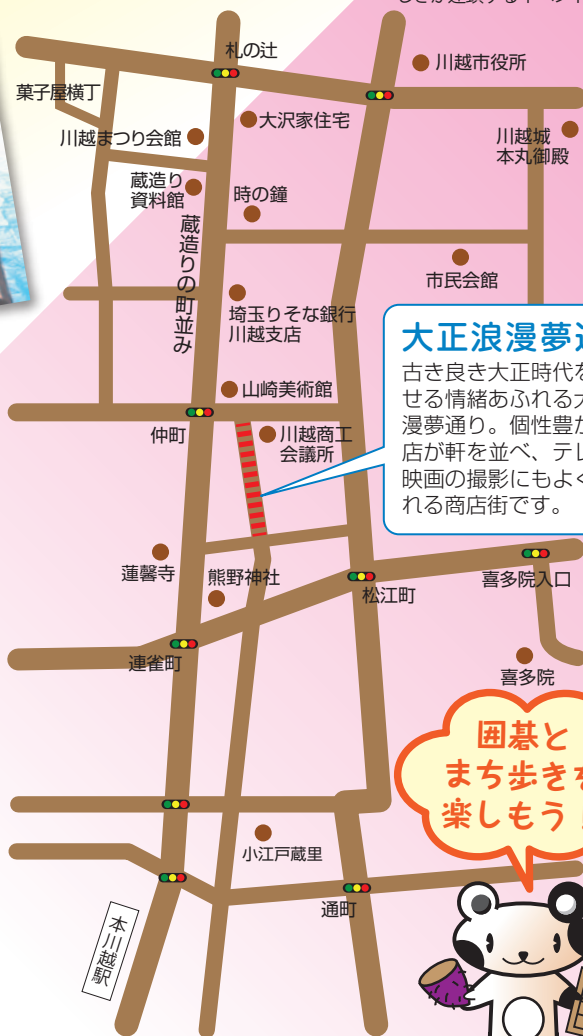 札の辻
川越市役所
菓子屋横丁
大沢家住宅
川越まつり会館
川越城
本丸御殿
蔵造り
資料館
時の鐘
蔵造りの町並み
市民会館
埼玉りそな銀行
川越支店
大正浪漫夢
古き良き大正時代を
せる情緒あふれる
漫夢通り。個性豊か
店が軒を並べ、テレ
映画の撮影にもよく
れる商店街です。
山崎美術館
仲町
川越商工
会議所
蓮馨寺
熊野神社
松江町
喜多院入口
連雀町
喜多院
囲碁と
まち歩きを
楽しもう！
小江戸蔵里
通町
本川越駅